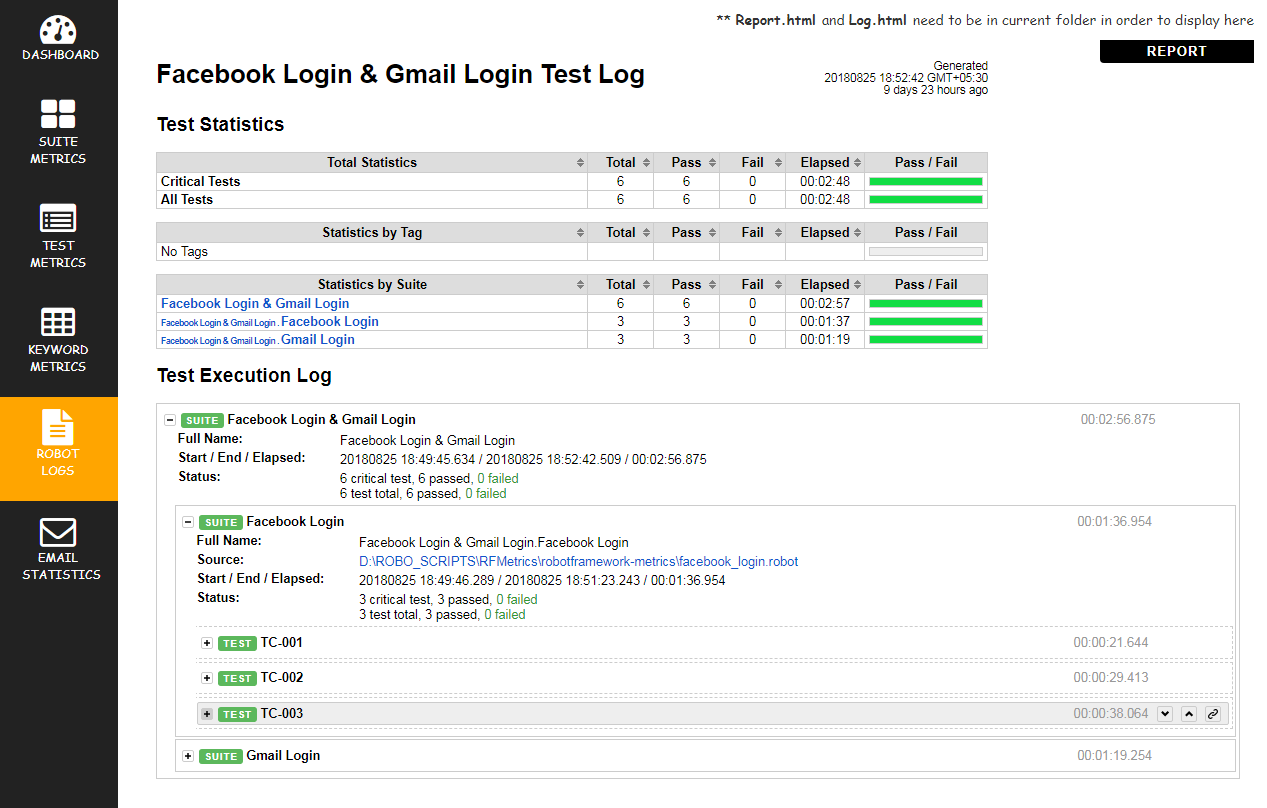 ** Report.html and Log.html need to be in current folder in order to display here
REPORT
DASHBOARD
SUITE
METRICS
TEST
METRICS
KEYWORD
METRICS
ROBOT
LOGS
EMAIL
STATISTICS
Facebook Login & Gmail Login Test Log
Generated
20180825 18:52:42 GMT+05:30
9 days 23 hours ago
Test Statistics
Total Statistics Total Pass Fail Elapsed Pass / Fail
Critical Tests 6 6 0 00:02:48
All Tests 6 6 0 00:02:48
Statistics by Tag Total Pass Fail Elapsed Pass / Fail
No Tags
Statistics by Suite Total Pass Fail Elapsed Pass / Fail
Facebook Login & Gmail Login 6 6 0 00:02:57
Facebook Login & Gmail Login . Facebook Login 3 3 0 00:01:37
Facebook Login & Gmail Login . Gmail Login 3 3 0 00:01:19
Test Execution Log
SUITE Facebook Login & Gmail Login 00:02:56.875
Full Name: Facebook Login & Gmail Login
Start / End / Elapsed: 20180825 18:49:45.634 / 20180825 18:52:42.509 / 00:02:56.875
Status: 6 critical test, 6 passed, 0 failed
6 test total, 6 passed, 0 failed
SUITE Facebook Login 00:01:36.954
Full Name: Facebook Login & Gmail Login.Facebook Login
Source: D:\ROBO_SCRIPTS\RFMetrics\robotframework-metrics\facebook_login.robot
Start / End / Elapsed: 20180825 18:49:46.289 / 20180825 18:51:23.243 / 00:01:36.954
Status: 3 critical test, 3 passed, 0 failed
3 test total, 3 passed, 0 failed
TEST TC-001 00:00:21.644
TEST TC-002 00:00:29.413
TEST TC-003 00:00:38.064
SUITE Gmail Login 00:01:19.254